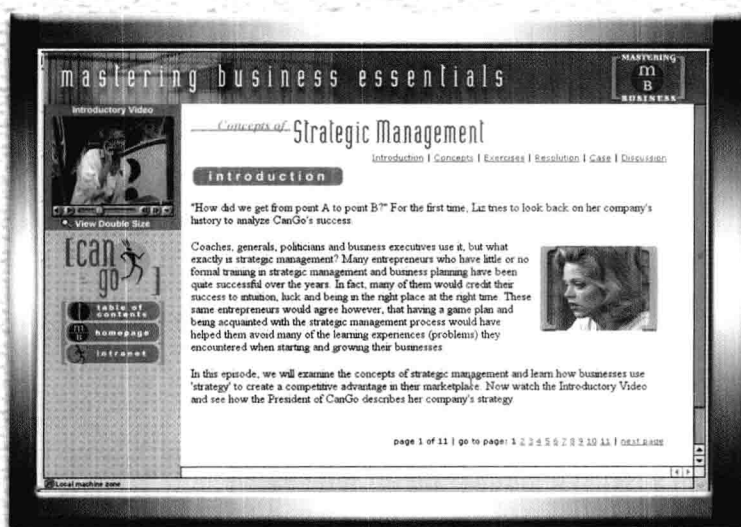 mastering business essentials
MASTERING
m
B
BUSINESS
Introductory Video
View Double Size
[can
go]
table of
contents
homepage
intranet
Concepts of Strategic Management
Introduction | Concepts | Exercises | Resolution | Case | Discussion
introduction
"How did we get from point A to point B?" For the first time, Liz tries to look back on her company's
history to analyze CanGo's success.
Coaches, generals, politicians and business executives use it, but what
exactly is strategic management? Many entrepreneurs who have little or no
formal training in strategic management and business planning have been
quite successful over the years. In fact, many of them would credit their
success to intuition, luck and being in the right place at the right time. These
same entrepreneurs would agree however, that having a game plan and
being acquainted with the strategic management process would have
helped them avoid many of the learning experiences (problems) they
encountered when starting and growing their businesses
In this episode, we will examine the concepts of strategic management and learn how businesses use
'strategy' to create a competitive advantage in their marketplace. Now watch the Introductory Video
and see how the President of CanGo describes her company's strategy
page 1 of 11 | go to page: 1 2 3 4 5 6 7 8 9 10 11 | next page
Local machine zone